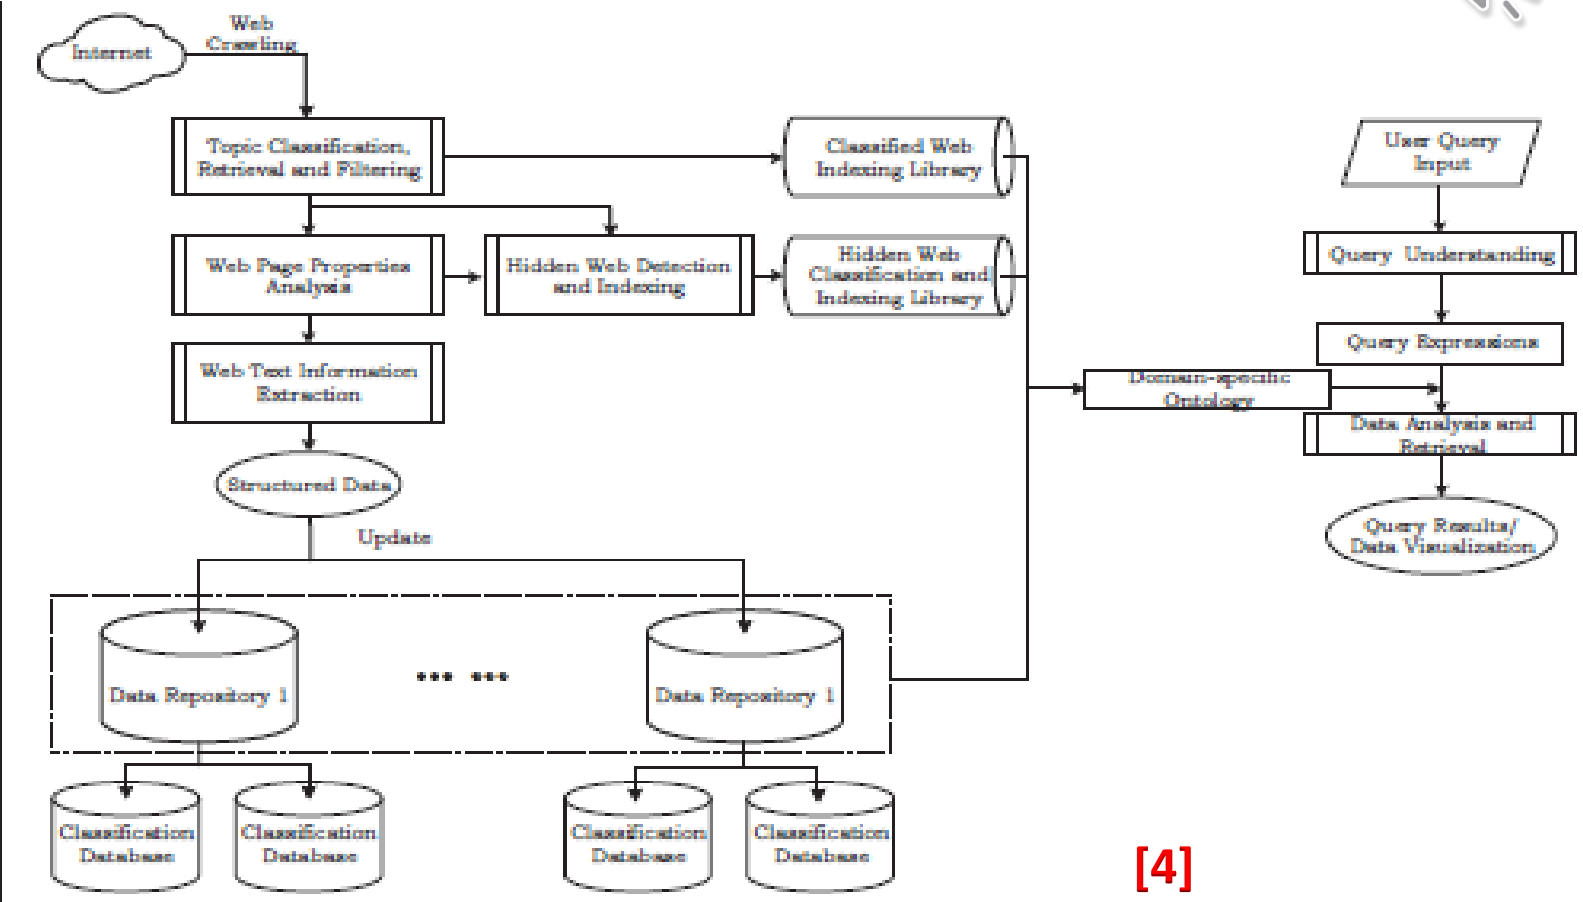 Web
Crawling
Internet
Topic Classification,
Retrieval and Filtering
Classified Web
Indexing Library
User Query
Input
Web Page Properties
Analysis
Hidden Web Detection
and Indexing
Hidden Web
Classification and
Indexing Library
Query Understanding
Query Expressions
Web Text Information
Extraction
Domain-specific
Ontology
Data Analysis and
Retrieval
Structured Data
Update
Query Results/
Data Visualization
Data Repository 1
... ...
Data Repository 1
Classification
Database
Classification
Database
Classification
Database
Classification
Database
[4]